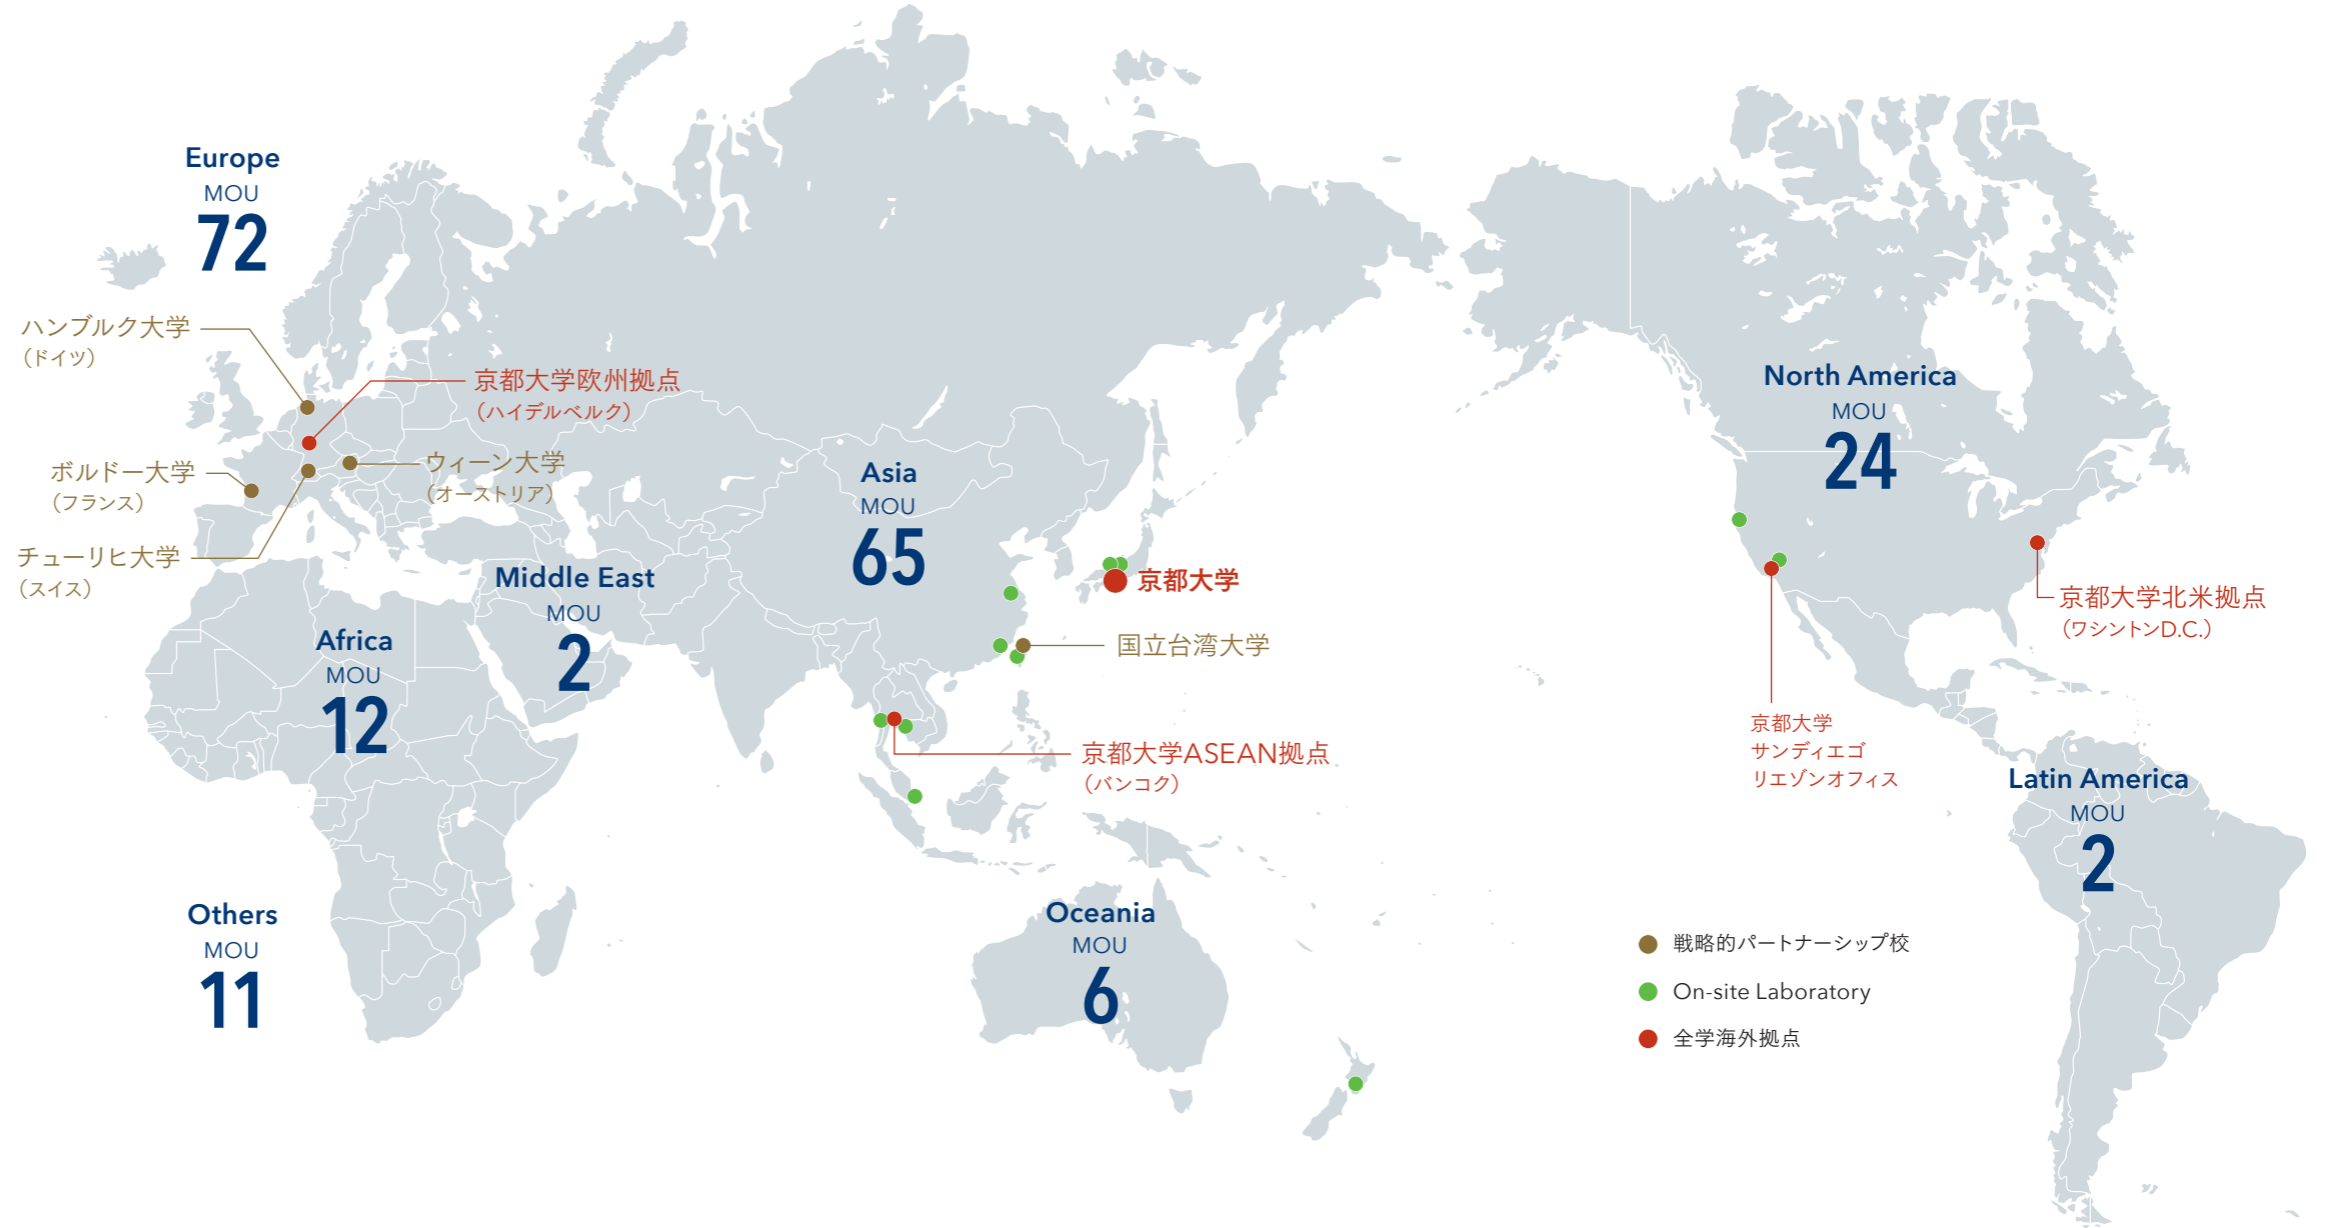 Europe
MOU
72
ハンブルク大学
（ドイツ）
京都大学欧州拠点
（ハイデルベルク）
ボルドー大学
（フランス）
ウィーン大学
（オーストリア）
チューリヒ大学
（スイス）
Middle East
MOU
2
Africa
MOU
12
Others
MOU
11
Asia
MOU
65
京都大学
国立台湾大学
京都大学ASEAN拠点
（バンコク）
Oceania
MOU
6
North America
MOU
24
京都大学北米拠点
（ワシントンD.C.）
京都大学
サンディエゴ
リエゾンオフィス
Latin America
MOU
2
戦略的パートナーシップ校
On-site Laboratory
全学海外拠点